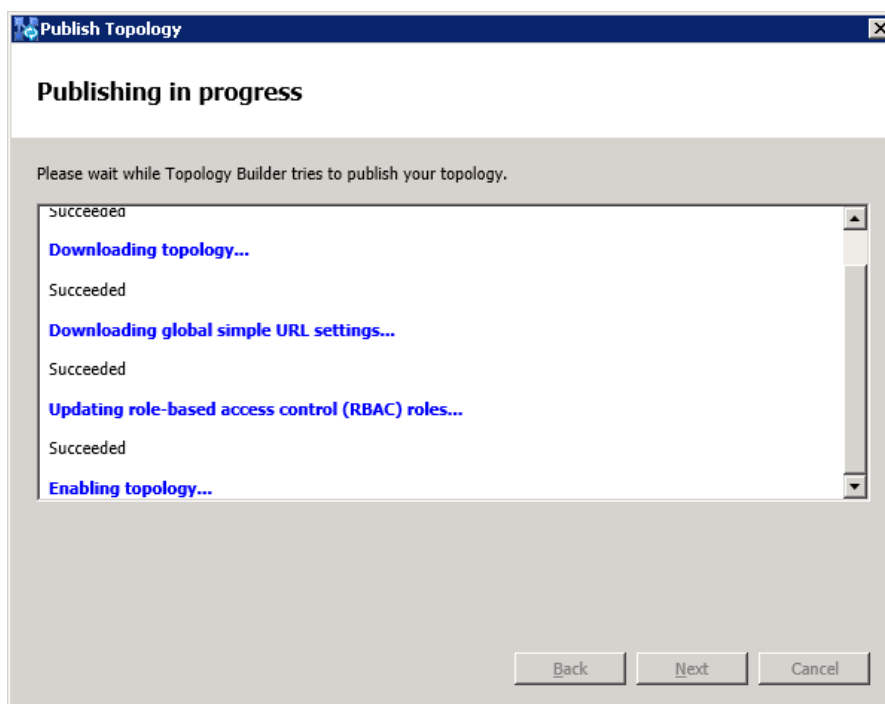 Publish Topology
Publishing in progress
Please wait while Topology Builder tries to publish your topology.
Succeeded
Downloading topology...
Succeeded
Downloading global simple URL settings...
Succeeded
Updating role-based access control (RBAC) roles...
Succeeded
Enabling topology...
Back Next Cancel